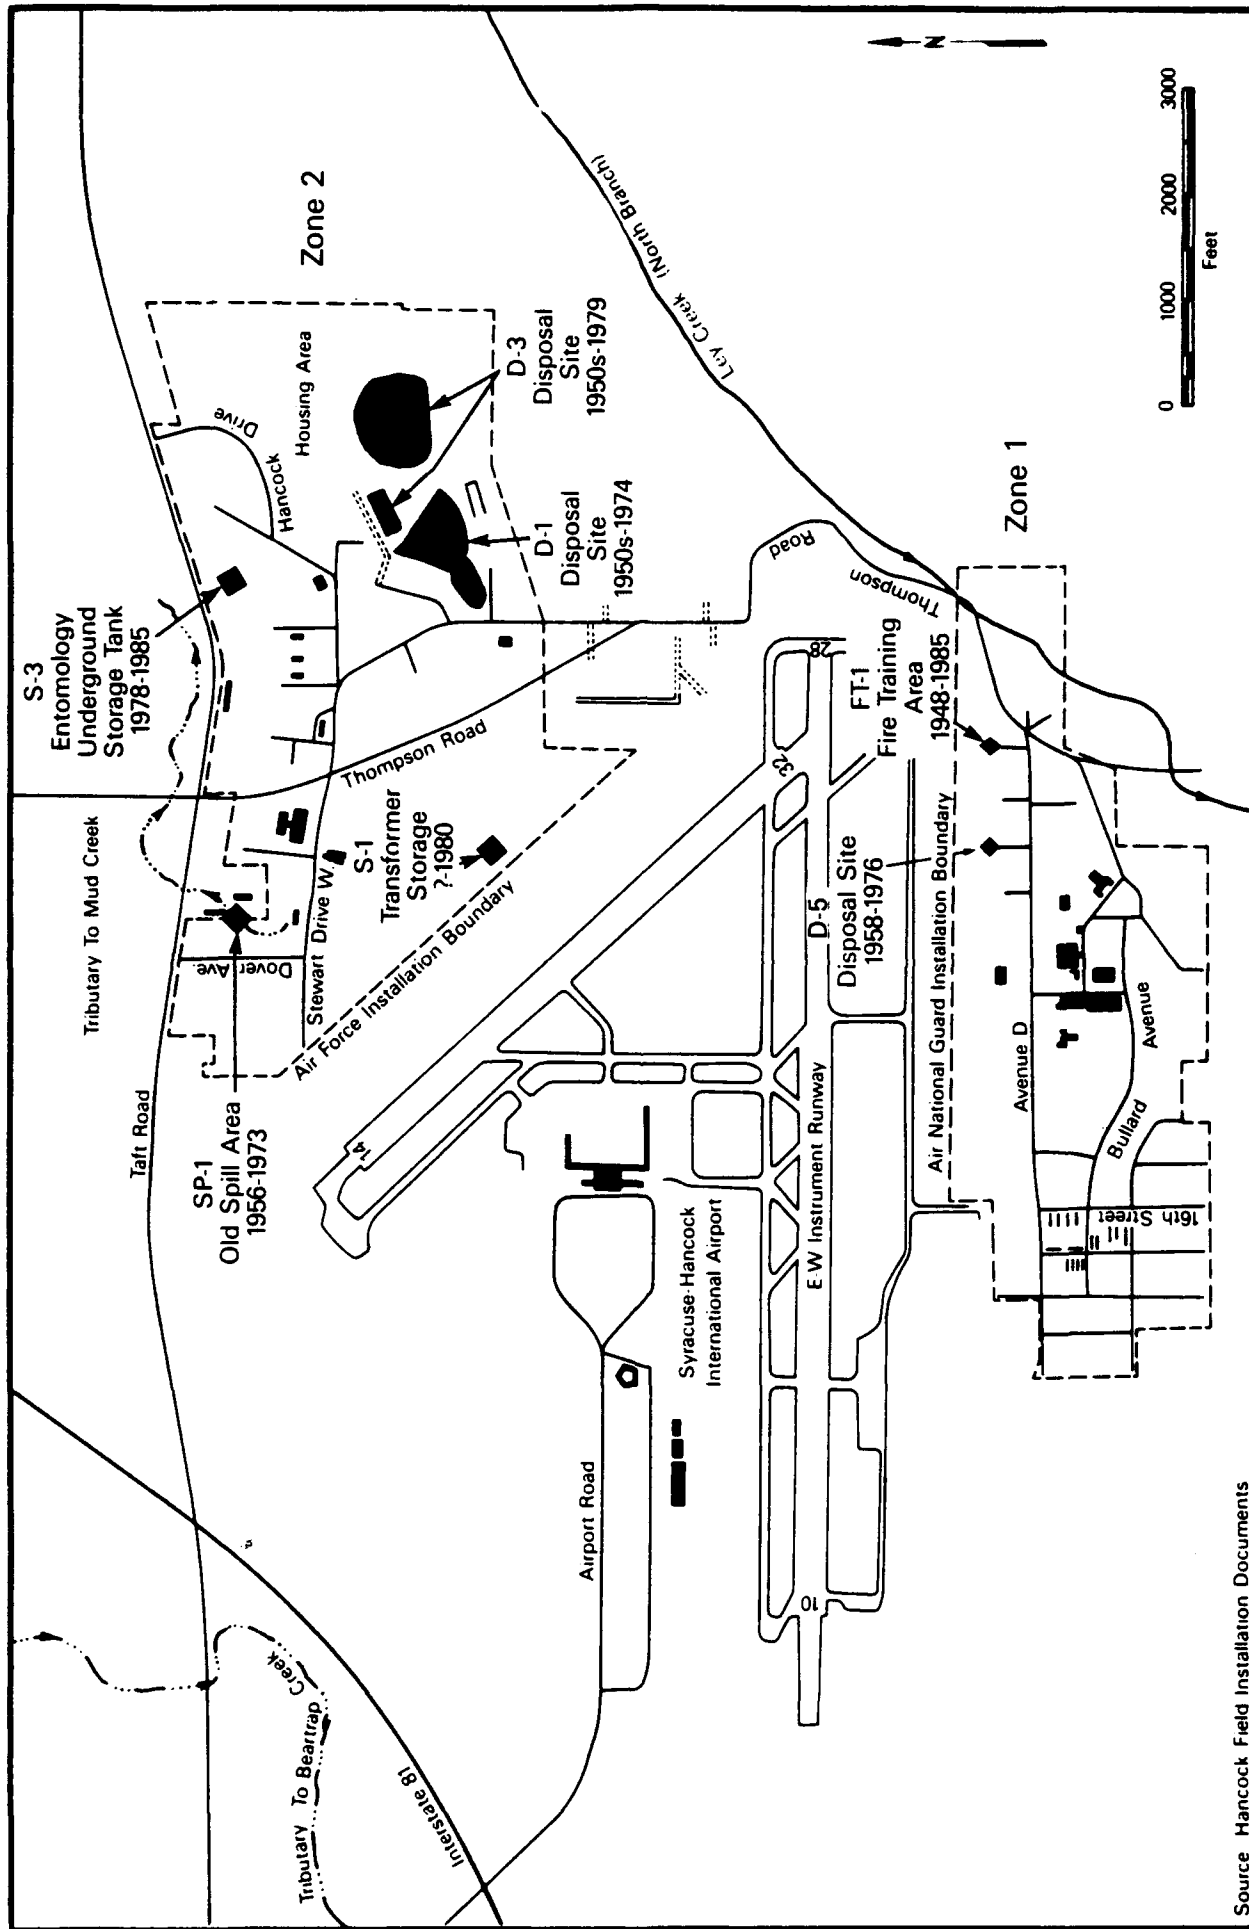 S-3
Entomology
Underground
Storage Tank
1978-1985
Tributary To Mud Creek
Taft Road
SP-1
Old Spill Area
1956-1973
Dover Ave.
Stewart Drive W.
Thompson Road
S-1
Transformer
Storage
?-1980
Air Force Installation Boundary
Hancock
Drive
Housing Area
Zone 2
D-3
Disposal
Site
1950s-1979
D-1
Disposal
Site
1950s-1974
Tributary To Beartrap
Creek
Interstate 81
Airport Road
Syracuse-Hancock
International Airport
14
32
28
10
E-W Instrument Runway
Ley Creek (North Branch)
Thompson
Road
FT-1
Fire Training
Area
1948-1985
D-5
Disposal Site
1958-1976
Air National Guard Installation Boundary
Zone 1
Avenue D
Bullard
Avenue
16th Street
N
0 1000 2000 3000
Feet
Source Hancock Field Installation Documents